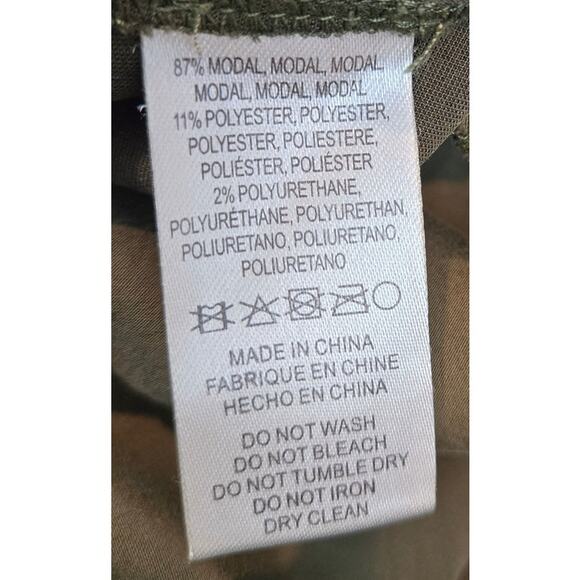 87% MODAL, MODAL, MODAL,
MODAL, MODAL, MODAL
11% POLYESTER, POLYESTER,
POLYESTER, POLIESTERE,
POLIÉSTER, POLIÉSTER
2% POLYURETHANE,
POLYURÉTHANE, POLYURETHAN,
POLIURETANO, POLIURETANO,
POLIURETANO
MADE IN CHINA
FABRIQUE EN CHINE
HECHO EN CHINA
DO NOT WASH
DO NOT BLEACH
DO NOT TUMBLE DRY
DO NOT IRON
DRY CLEAN